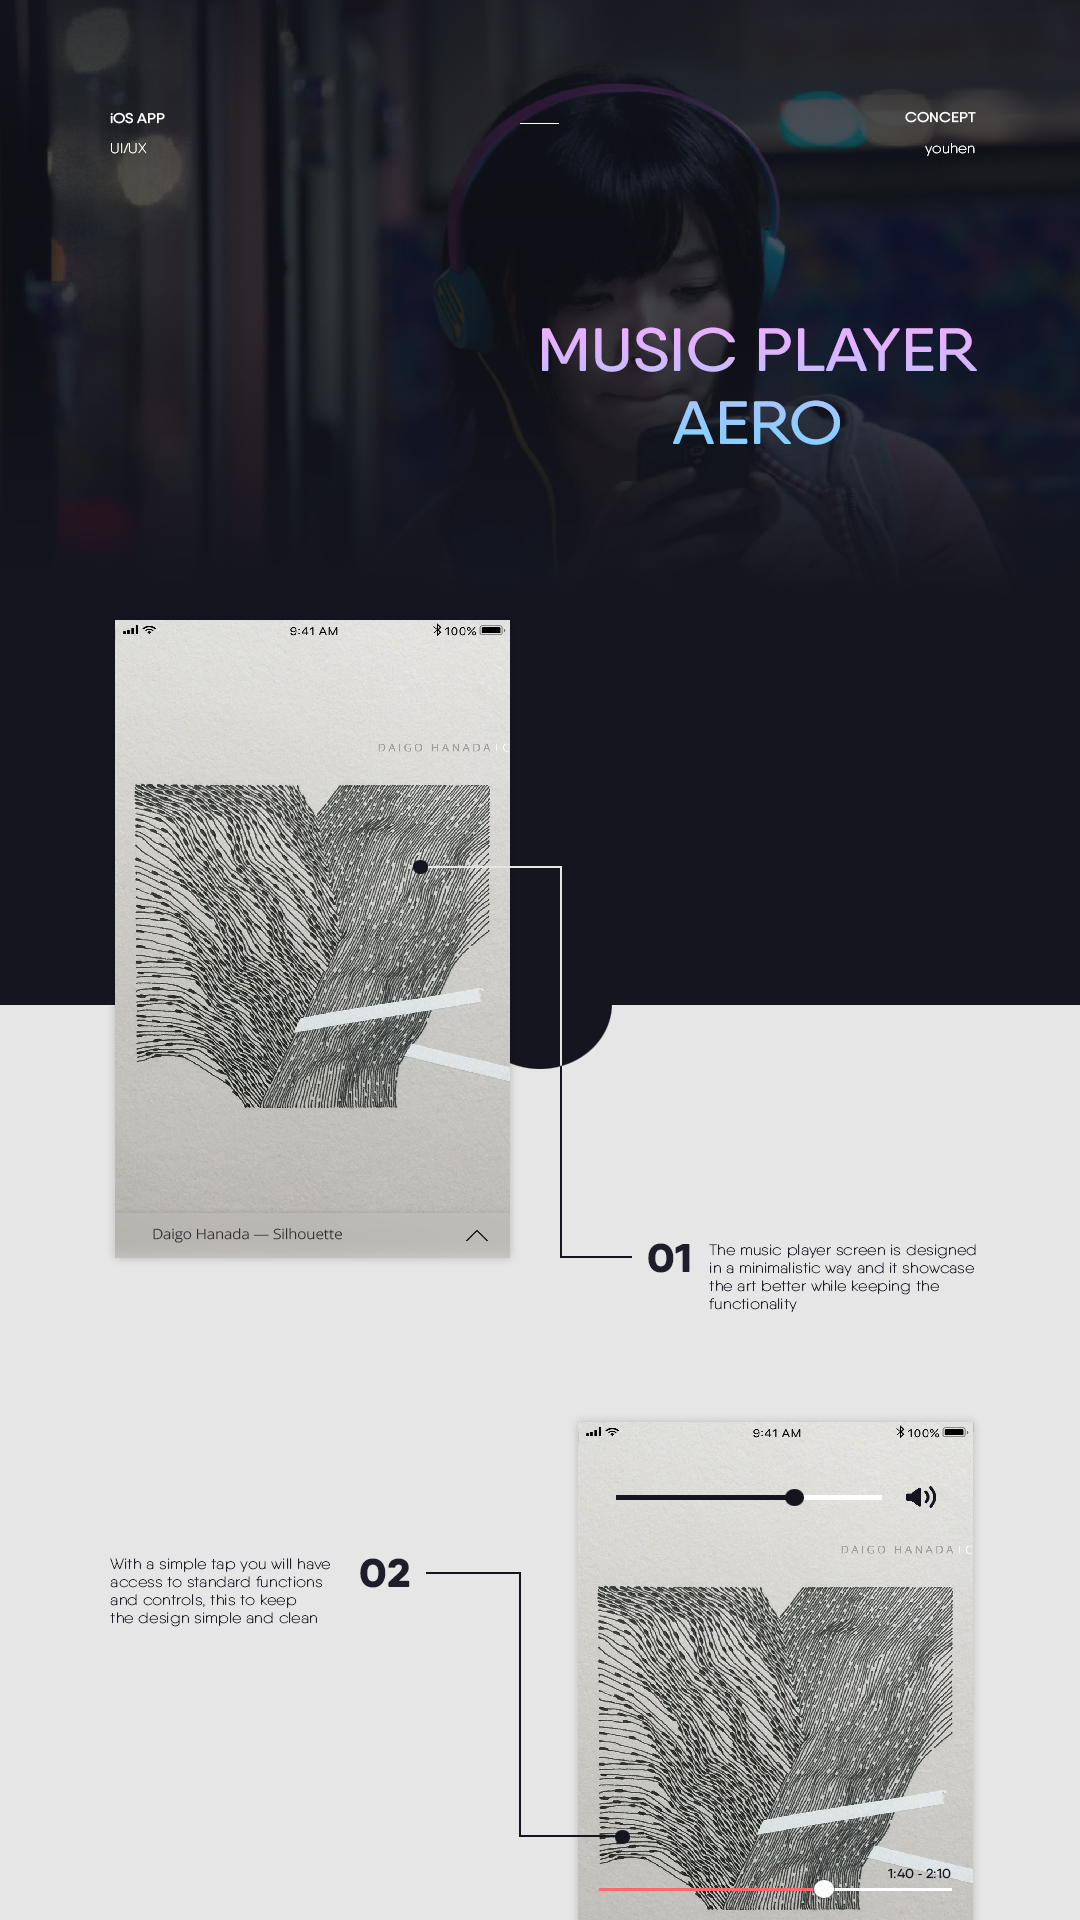 iOS APP
UI/UX
CONCEPT
youhen
MUSIC PLAYER
AERO
9:41 AM
100%
DAIGO HANADA | C
Daigo Hanada — Silhouette
01
The music player screen is designed
in a minimalistic way and it showcase
the art better while keeping the
functionality
9:41 AM
100%
DAIGO HANADA | C
With a simple tap you will have
access to standard functions
and controls, this to keep
the design simple and clean
02
1:40 - 2:10